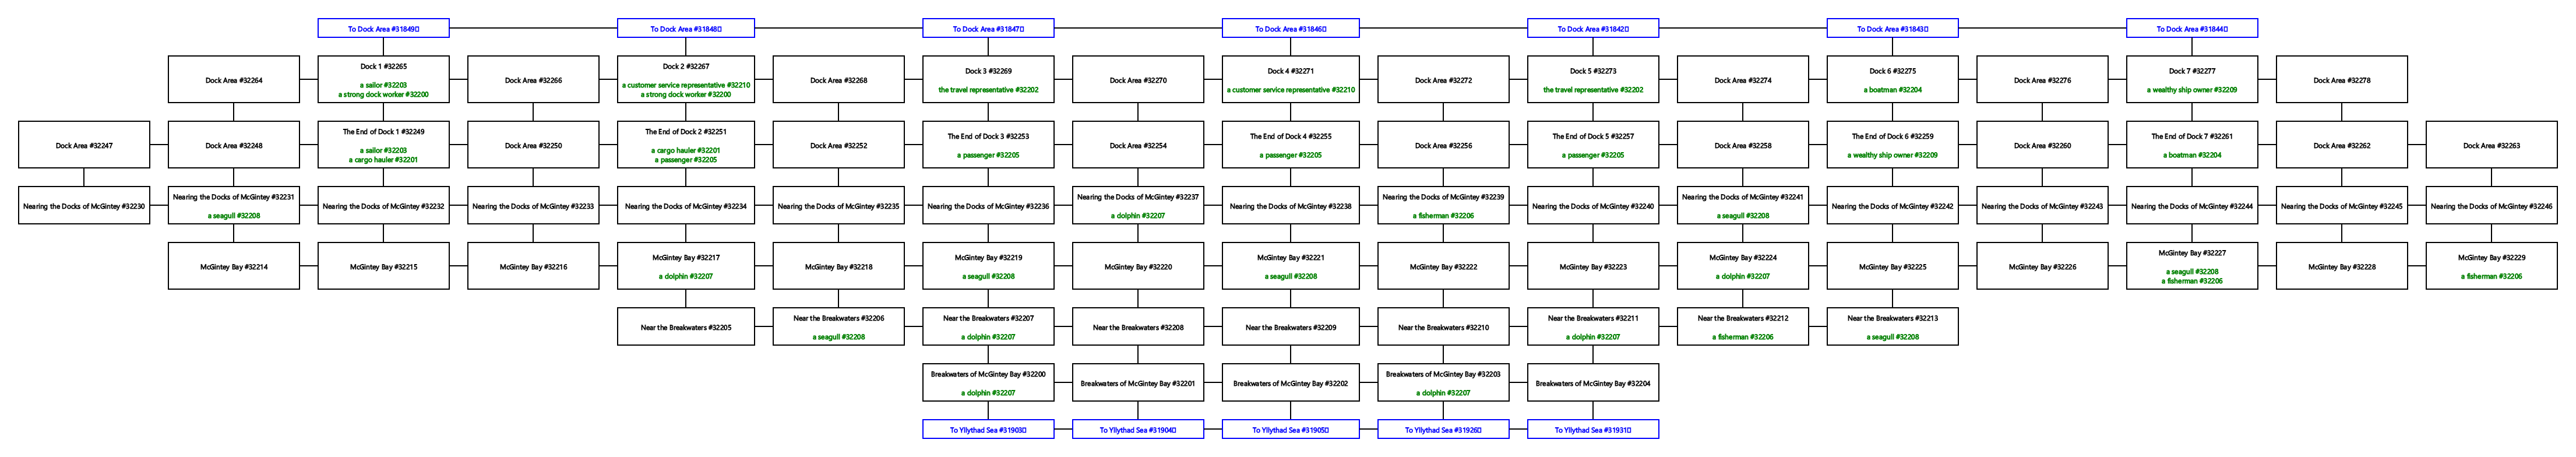 To Dock Area #31849
To Dock Area #31848
To Dock Area #31847
To Dock Area #31846
To Dock Area #31842
To Dock Area #31843
To Dock Area #31844
Dock Area #32264
Dock 1 #32265
a sailor #32203
a strong dock worker #32200
Dock Area #32266
Dock 2 #32267
a customer service representative #32210
a strong dock worker #32200
Dock Area #32268
Dock 3 #32269
the travel representative #32202
Dock Area #32270
Dock 4 #32271
a customer service representative #32210
Dock Area #32272
Dock 5 #32273
the travel representative #32202
Dock Area #32274
Dock 6 #32275
a boatman #32204
Dock Area #32276
Dock 7 #32277
a wealthy ship owner #32209
Dock Area #32278
Dock Area #32247
Dock Area #32248
The End of Dock 1 #32249
a sailor #32203
a cargo hauler #32201
Dock Area #32250
The End of Dock 2 #32251
a cargo hauler #32201
a passenger #32205
Dock Area #32252
The End of Dock 3 #32253
a passenger #32205
Dock Area #32254
The End of Dock 4 #32255
a passenger #32205
Dock Area #32256
The End of Dock 5 #32257
a passenger #32205
Dock Area #32258
The End of Dock 6 #32259
a wealthy ship owner #32209
Dock Area #32260
The End of Dock 7 #32261
a boatman #32204
Dock Area #32262
Dock Area #32263
Nearing the Docks of McGintey #32230
Nearing the Docks of McGintey #32231
a seagull #32208
Nearing the Docks of McGintey #32232
Nearing the Docks of McGintey #32233
Nearing the Docks of McGintey #32234
Nearing the Docks of McGintey #32235
Nearing the Docks of McGintey #32236
Nearing the Docks of McGintey #32237
a dolphin #32207
Nearing the Docks of McGintey #32238
Nearing the Docks of McGintey #32239
a fisherman #32206
Nearing the Docks of McGintey #32240
Nearing the Docks of McGintey #32241
a seagull #32208
Nearing the Docks of McGintey #32242
Nearing the Docks of McGintey #32243
Nearing the Docks of McGintey #32244
Nearing the Docks of McGintey #32245
Nearing the Docks of McGintey #32246
McGintey Bay #32214
McGintey Bay #32215
McGintey Bay #32216
McGintey Bay #32217
a dolphin #32207
McGintey Bay #32218
McGintey Bay #32219
a seagull #32208
McGintey Bay #32220
McGintey Bay #32221
a seagull #32208
McGintey Bay #32222
McGintey Bay #32223
McGintey Bay #32224
a dolphin #32207
McGintey Bay #32225
McGintey Bay #32226
McGintey Bay #32227
a seagull #32208
a fisherman #32206
McGintey Bay #32228
McGintey Bay #32229
a fisherman #32206
Near the Breakwaters #32205
Near the Breakwaters #32206
a seagull #32208
Near the Breakwaters #32207
a dolphin #32207
Near the Breakwaters #32208
Near the Breakwaters #32209
Near the Breakwaters #32210
Near the Breakwaters #32211
a dolphin #32207
Near the Breakwaters #32212
a fisherman #32206
Near the Breakwaters #32213
a seagull #32208
Breakwaters of McGintey Bay #32200
a dolphin #32207
Breakwaters of McGintey Bay #32201
Breakwaters of McGintey Bay #32202
Breakwaters of McGintey Bay #32203
a dolphin #32207
Breakwaters of McGintey Bay #32204
To Yllythad Sea #31903
To Yllythad Sea #31904
To Yllythad Sea #31905
To Yllythad Sea #31926
To Yllythad Sea #31931